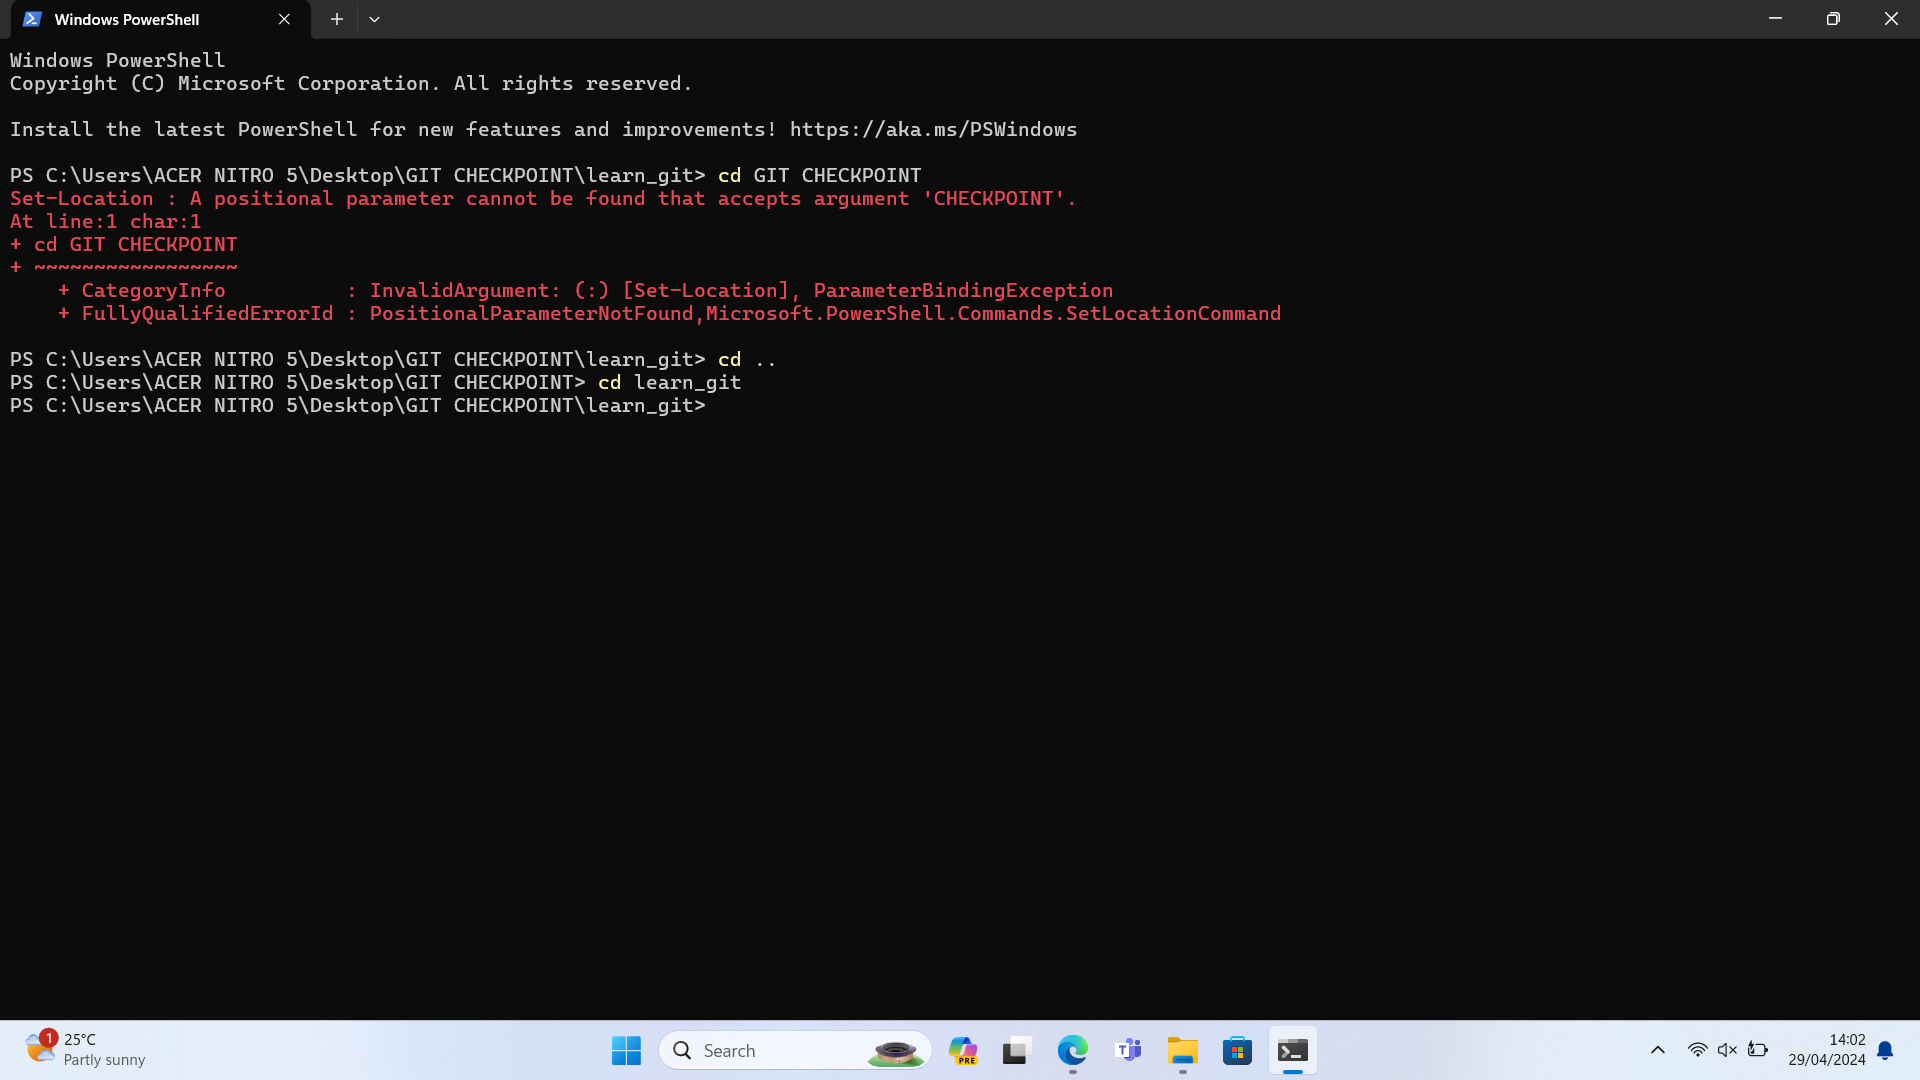 Windows PowerShell
Windows PowerShell
Copyright (C) Microsoft Corporation. All rights reserved.
Install the latest PowerShell for new features and improvements! https://aka.ms/PSWindows
PS C:\Users\ACER NITRO 5\Desktop\GIT CHECKPOINT\learn_git> cd GIT CHECKPOINT
Set-Location : A positional parameter cannot be found that accepts argument 'CHECKPOINT'.
At line:1 char:1
+ cd GIT CHECKPOINT
+ ~~~~~~~~~~~~~~~~~
    + CategoryInfo          : InvalidArgument: (:) [Set-Location], ParameterBindingException
    + FullyQualifiedErrorId : PositionalParameterNotFound,Microsoft.PowerShell.Commands.SetLocationCommand
PS C:\Users\ACER NITRO 5\Desktop\GIT CHECKPOINT\learn_git> cd ..
PS C:\Users\ACER NITRO 5\Desktop\GIT CHECKPOINT> cd learn_git
PS C:\Users\ACER NITRO 5\Desktop\GIT CHECKPOINT\learn_git>
1
25°C
Partly sunny
Search
PRE
T
14:02
29/04/2024